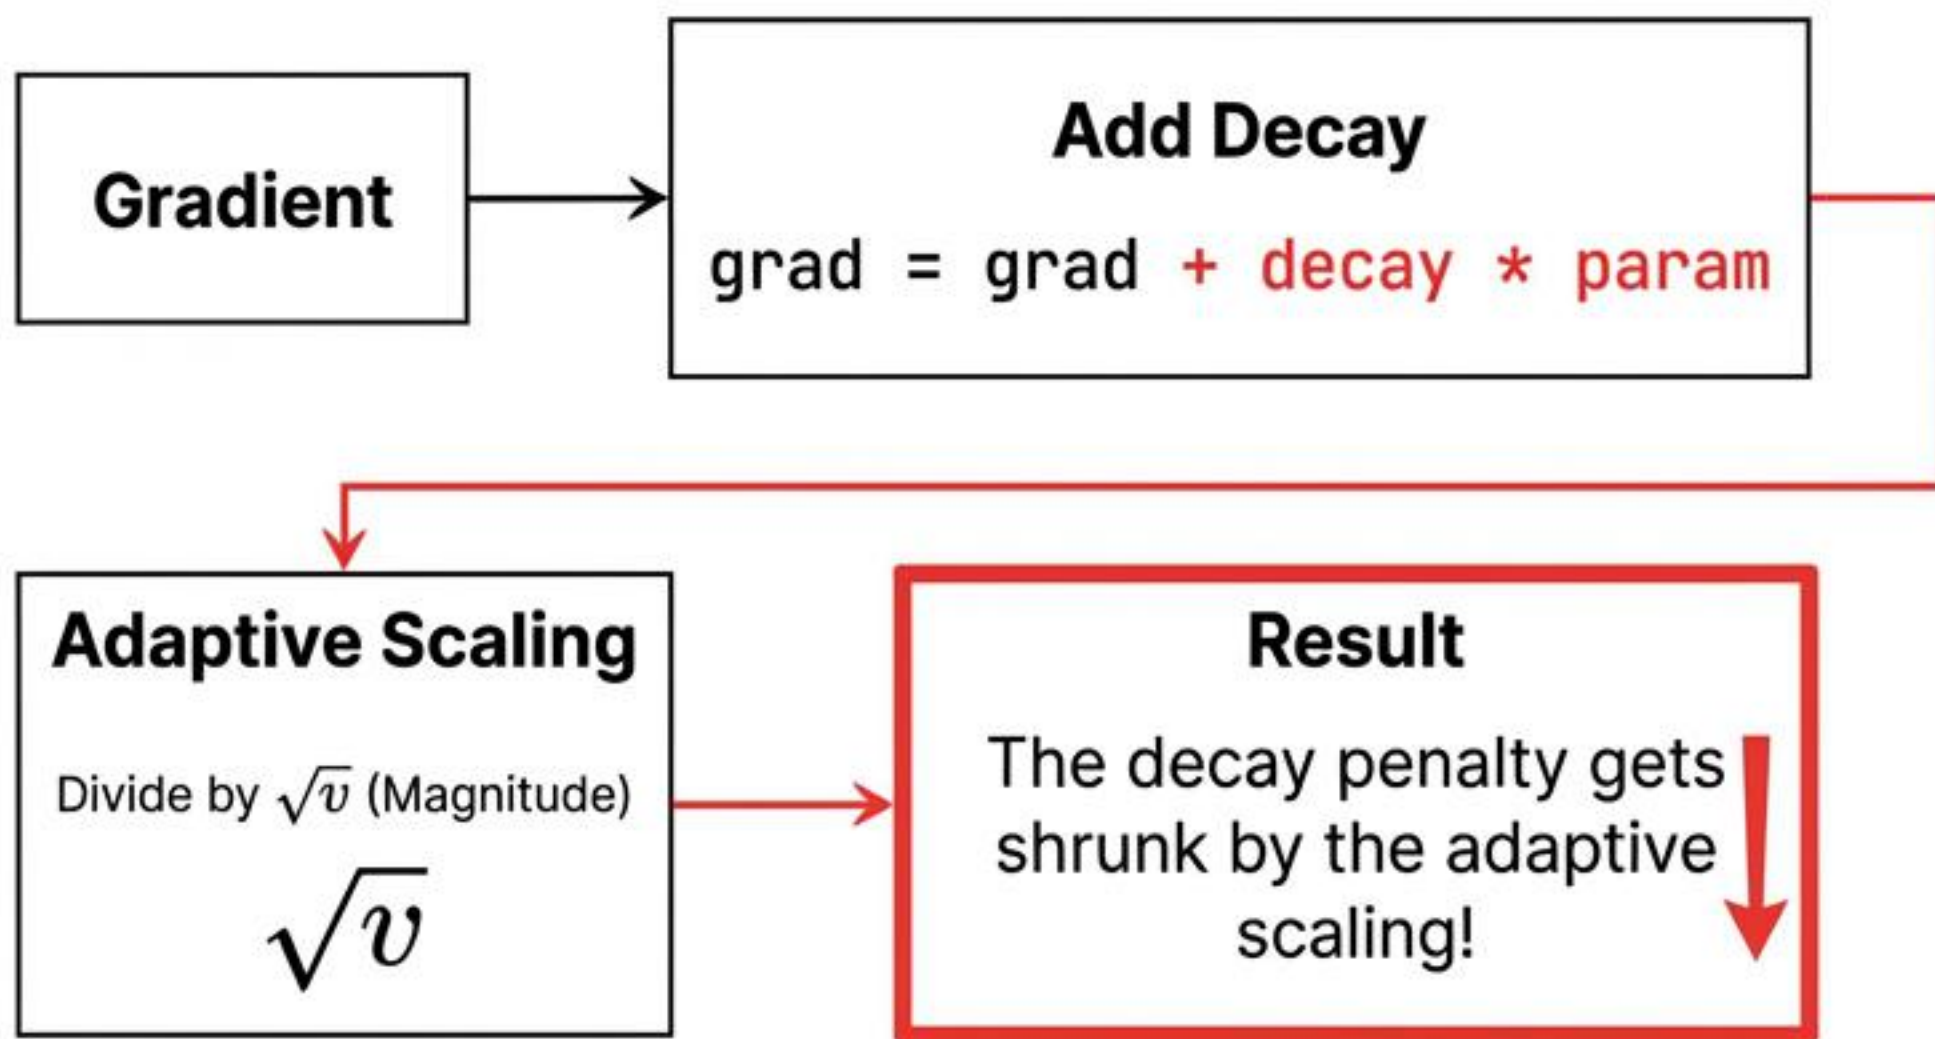 Gradient
Add Decay
grad = grad + decay * param
Adaptive Scaling
Divide by √v (Magnitude)
√v
Result
The decay penalty gets
shrunk by the adaptive
scaling!